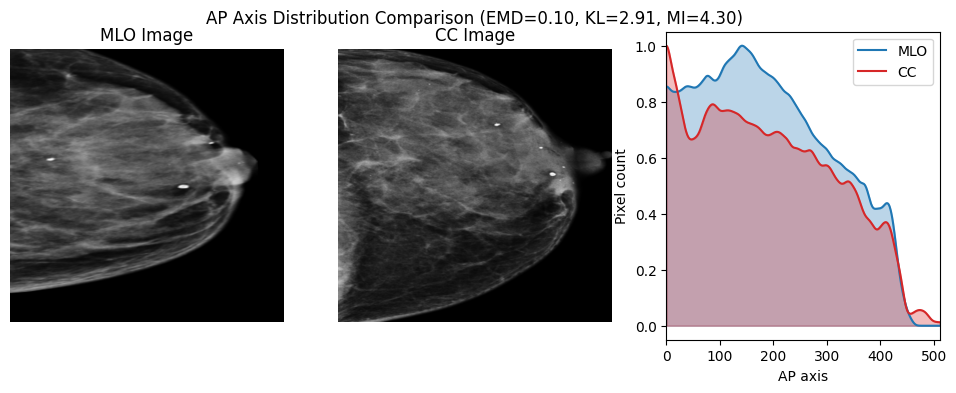 AP Axis Distribution Comparison (EMD=0.10, KL=2.91, MI=4.30)
MLO Image
CC Image
MLO
CC
Pixel count
1.0
0.8
0.6
0.4
0.2
0.0
0 100 200 300 400 500
AP axis